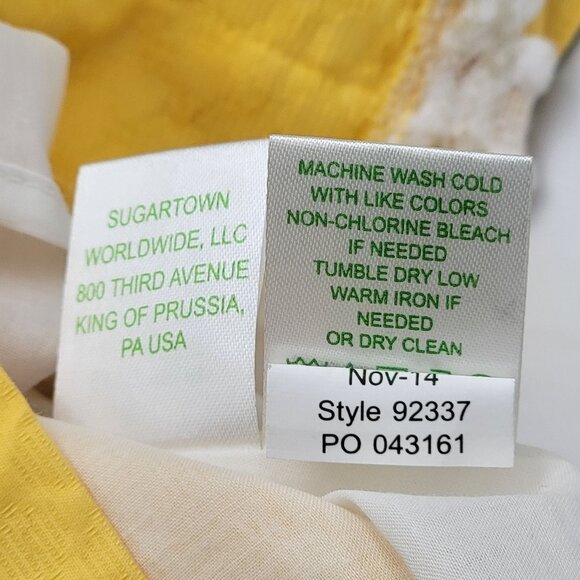 SUGARTOWN
WORLDWIDE, LLC
800 THIRD AVENUE
KING OF PRUSSIA,
PA USA
MACHINE WASH COLD
WITH LIKE COLORS
NON-CHLORINE BLEACH
IF NEEDED
TUMBLE DRY LOW
WARM IRON IF
NEEDED
OR DRY CLEAN
Nov-14
Style 92337
PO 043161